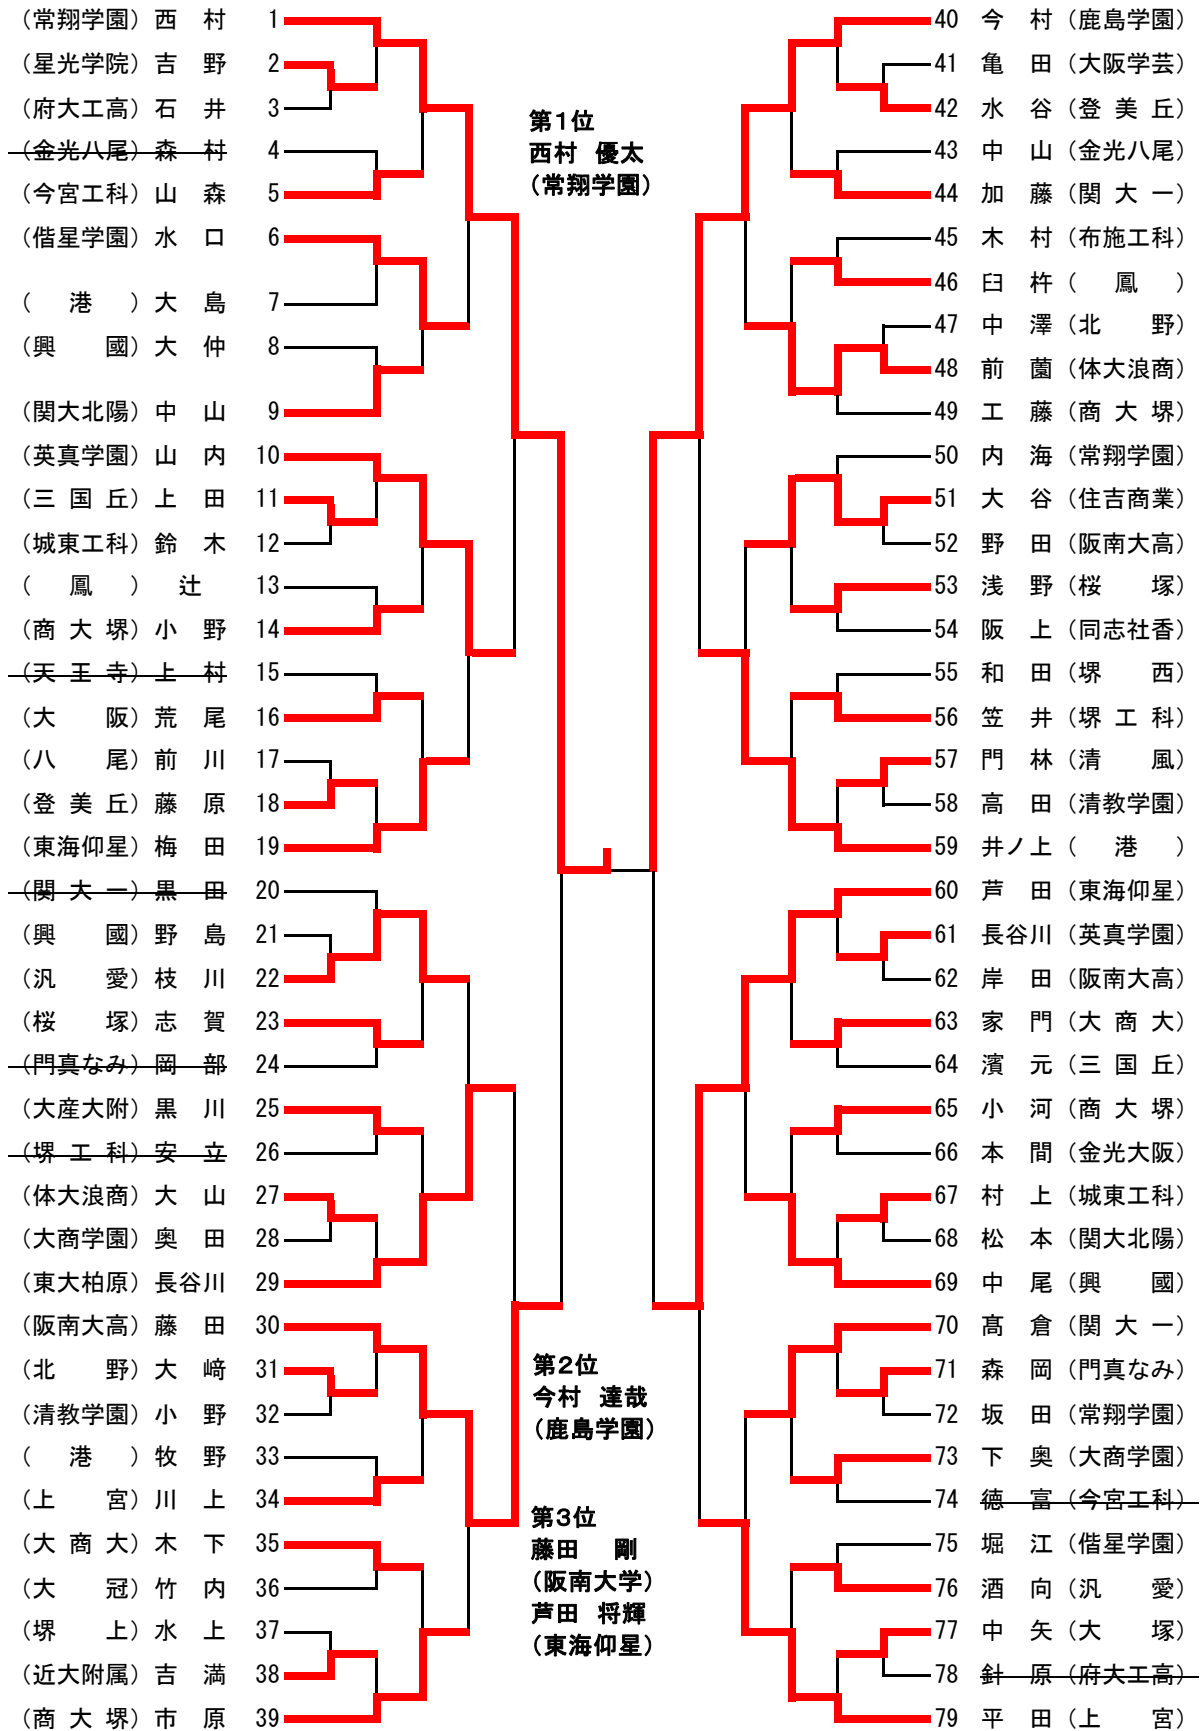 (常翔学園) 西 村 1
(星光学院) 吉 野 2
(府大工高) 石 井 3
(金光八尾) 森 村 4
(今宮工科) 山 森 5
(偕星学園) 水 口 6
( 港 ) 大 島 7
(興 國) 大 仲 8
(関大北陽) 中 山 9
(英真学園) 山 内 10
(三 国 丘) 上 田 11
(城東工科) 鈴 木 12
( 鳳 ) 辻 13
(商 大 堺) 小 野 14
(天 王 寺) 上 村 15
(大 阪) 荒 尾 16
(八 尾) 前 川 17
(登 美 丘) 藤 原 18
(東海仰星) 梅 田 19
(関 大 一) 黒 田 20
(興 國) 野 島 21
(汎 愛) 枝 川 22
(桜 塚) 志 賀 23
(門真なみ) 岡 部 24
(大産大附) 黒 川 25
(堺 工 科) 安 立 26
(体大浪商) 大 山 27
(大商学園) 奥 田 28
(東大柏原) 長谷川 29
(阪南大高) 藤 田 30
(北 野) 大 﨑 31
(清教学園) 小 野 32
( 港 ) 牧 野 33
(上 宮) 川 上 34
(大 商 大) 木 下 35
(大 冠) 竹 内 36
(堺 上) 水 上 37
(近大附属) 吉 満 38
(商 大 堺) 市 原 39
第1位
西村 優太
(常翔学園)
第2位
今村 達哉
(鹿島学園)
第3位
藤田 剛
(阪南大学)
芦田 将輝
(東海仰星)
40 今 村 (鹿島学園)
41 亀 田 (大阪学芸)
42 水 谷 (登 美 丘)
43 中 山 (金光八尾)
44 加 藤 (関 大 一)
45 木 村 (布施工科)
46 臼 杵 ( 鳳 )
47 中 澤 (北 野)
48 前 薗 (体大浪商)
49 工 藤 (商 大 堺)
50 内 海 (常翔学園)
51 大 谷 (住吉商業)
52 野 田 (阪南大高)
53 浅 野 (桜 塚)
54 阪 上 (同志社香)
55 和 田 (堺 西)
56 笠 井 (堺 工 科)
57 門 林 (清 風)
58 高 田 (清教学園)
59 井ノ上 ( 港 )
60 芦 田 (東海仰星)
61 長谷川 (英真学園)
62 岸 田 (阪南大高)
63 家 門 (大 商 大)
64 濱 元 (三 国 丘)
65 小 河 (商 大 堺)
66 本 間 (金光大阪)
67 村 上 (城東工科)
68 松 本 (関大北陽)
69 中 尾 (興 國)
70 髙 倉 (関 大 一)
71 森 岡 (門真なみ)
72 坂 田 (常翔学園)
73 下 奥 (大商学園)
74 德 富 (今宮工科)
75 堀 江 (偕星学園)
76 酒 向 (汎 愛)
77 中 矢 (大 塚)
78 針 原 (府大工高)
79 平 田 (上 宮)